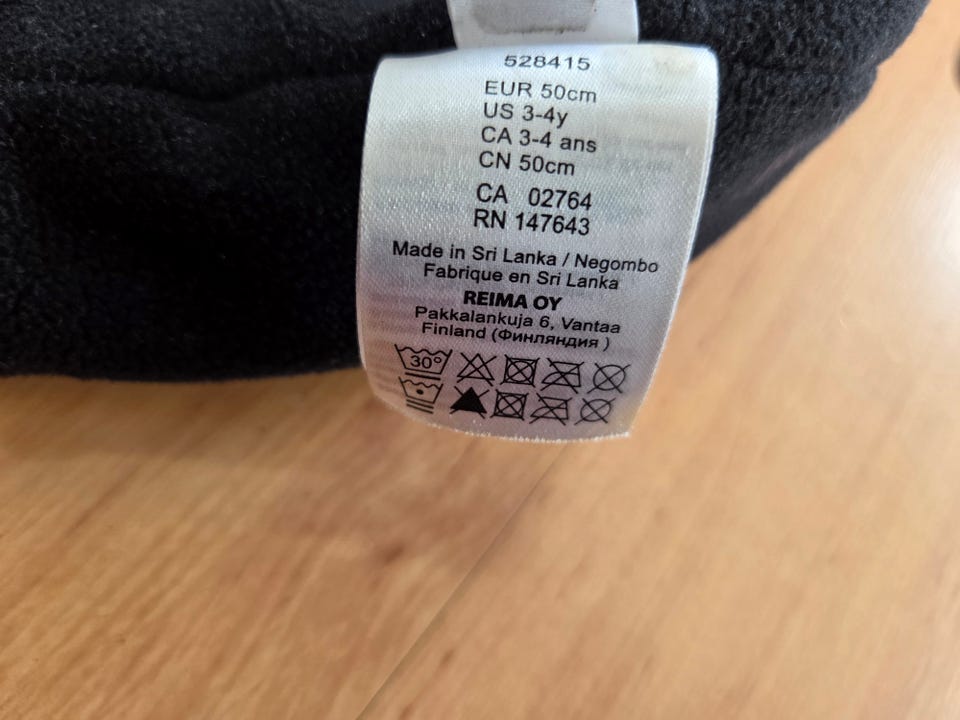 528415
EUR 50cm
US 3-4y
CA 3-4 ans
CN 50cm
CA 02764
RN 147643
Made in Sri Lanka / Negombo
Fabrique en Sri Lanka
REIMA OY
Pakkalankuja 6, Vantaa
Finland (Финляндия )
30°